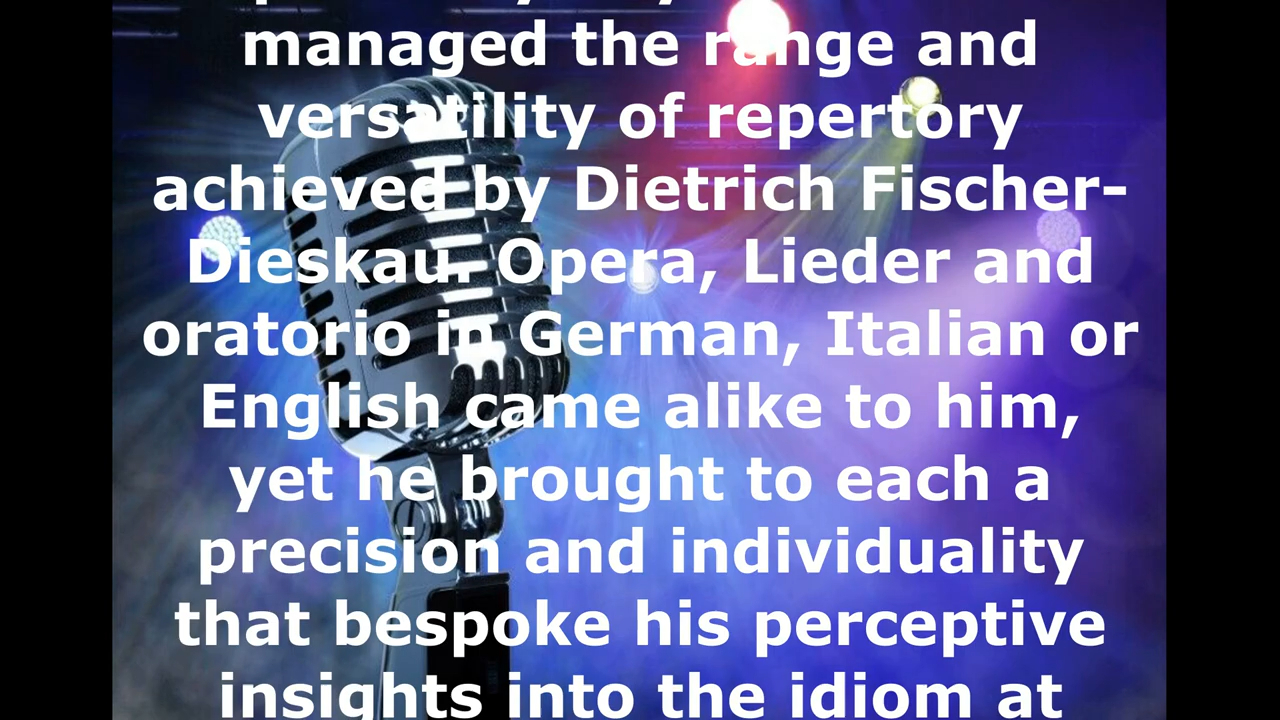 managed the range and
versatility of repertory
achieved by Dietrich Fischer-
Dieskau. Opera, Lieder and
oratorio in German, Italian or
English came alike to him,
yet he brought to each a
precision and individuality
that bespoke his perceptive
insights into the idiom at